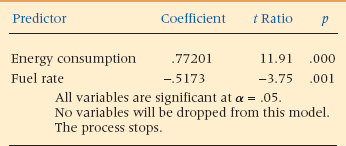 Predictor Coefficient t Ratio p
Energy consumption .77201 11.91 .000
Fuel rate –.5173 –3.75 .001
All variables are significant at α = .05.
No variables will be dropped from this model.
The process stops.